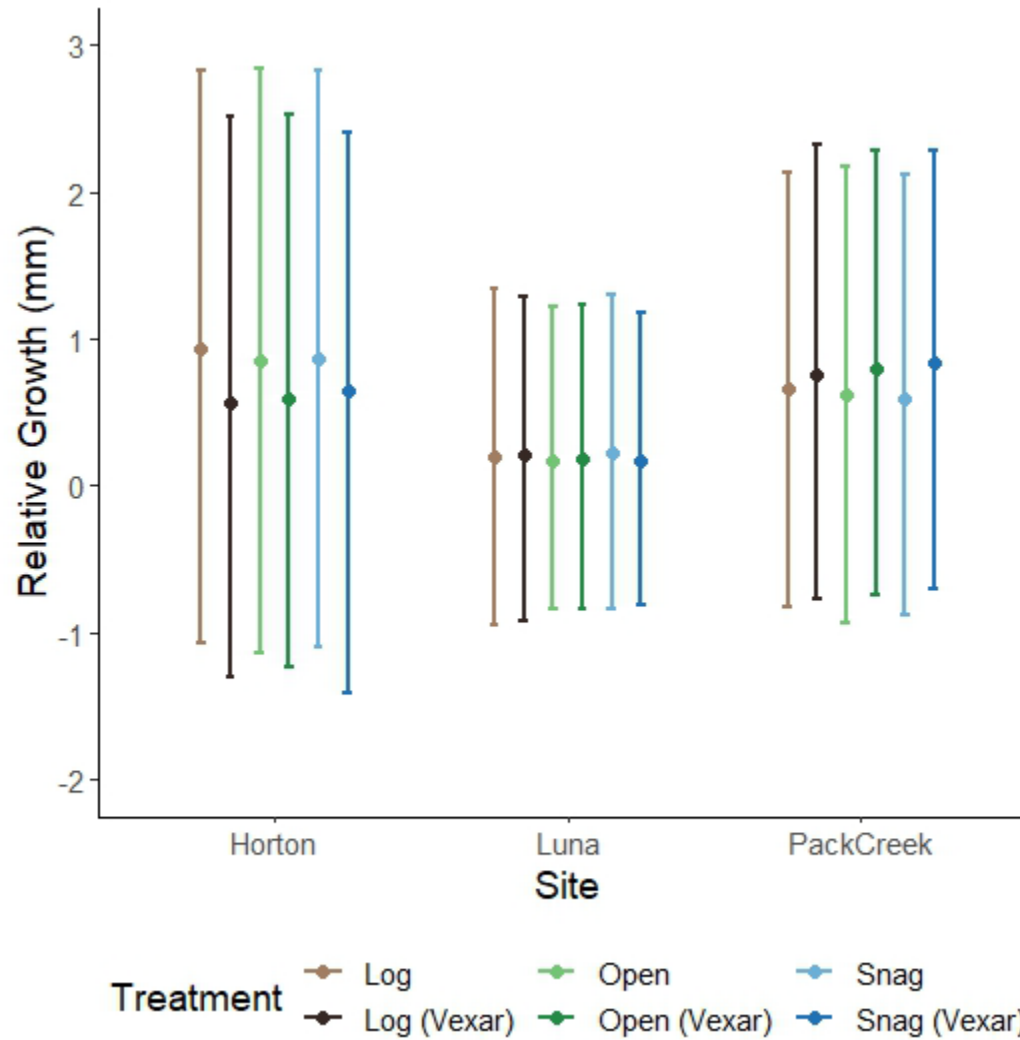 3
2
1
0
-1
-2
Relative Growth (mm)
Horton Luna PackCreek
Site
Treatment
Log Open Snag
Log (Vexar) Open (Vexar) Snag (Vexar)